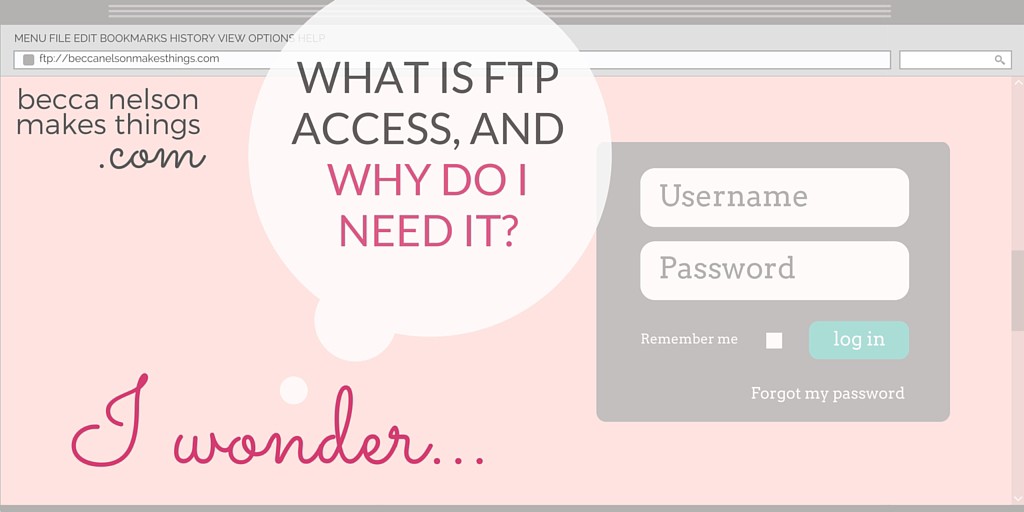 MENU FILE EDIT BOOKMARKS HISTORY VIEW OPTIONS HELP
ftp://beccanelsonmakesthings.com
becca nelson
makes things
.com
WHAT IS FTP
ACCESS, AND
WHY DO I
NEED IT?
I wonder...
Username
Password
Remember me
log in
Forgot my password